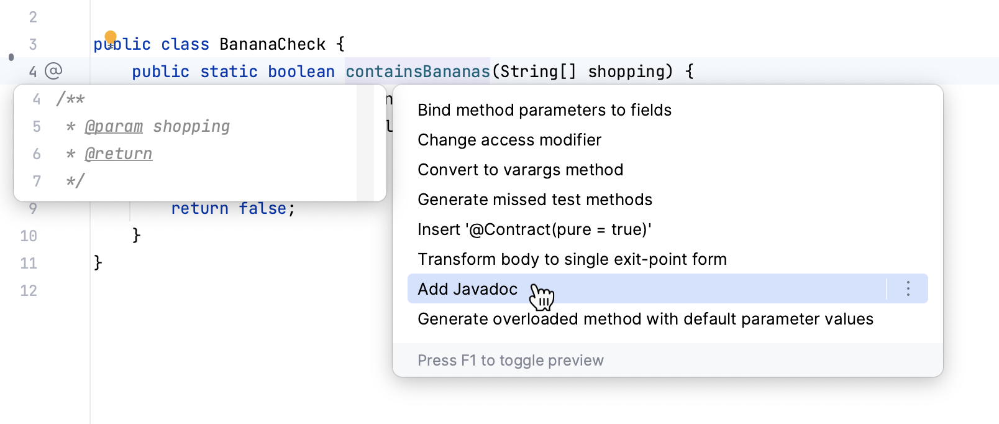 2
3 public class BananaCheck {
4 @ public static boolean containsBananas(String[] shopping) {
4 /**
5 * @param shopping
6 * @return
7 */
9 return false;
10 }
11 }
12
Bind method parameters to fields
Change access modifier
Convert to varargs method
Generate missed test methods
Insert '@Contract(pure = true)'
Transform body to single exit-point form
Add Javadoc
Generate overloaded method with default parameter values
Press F1 to toggle preview